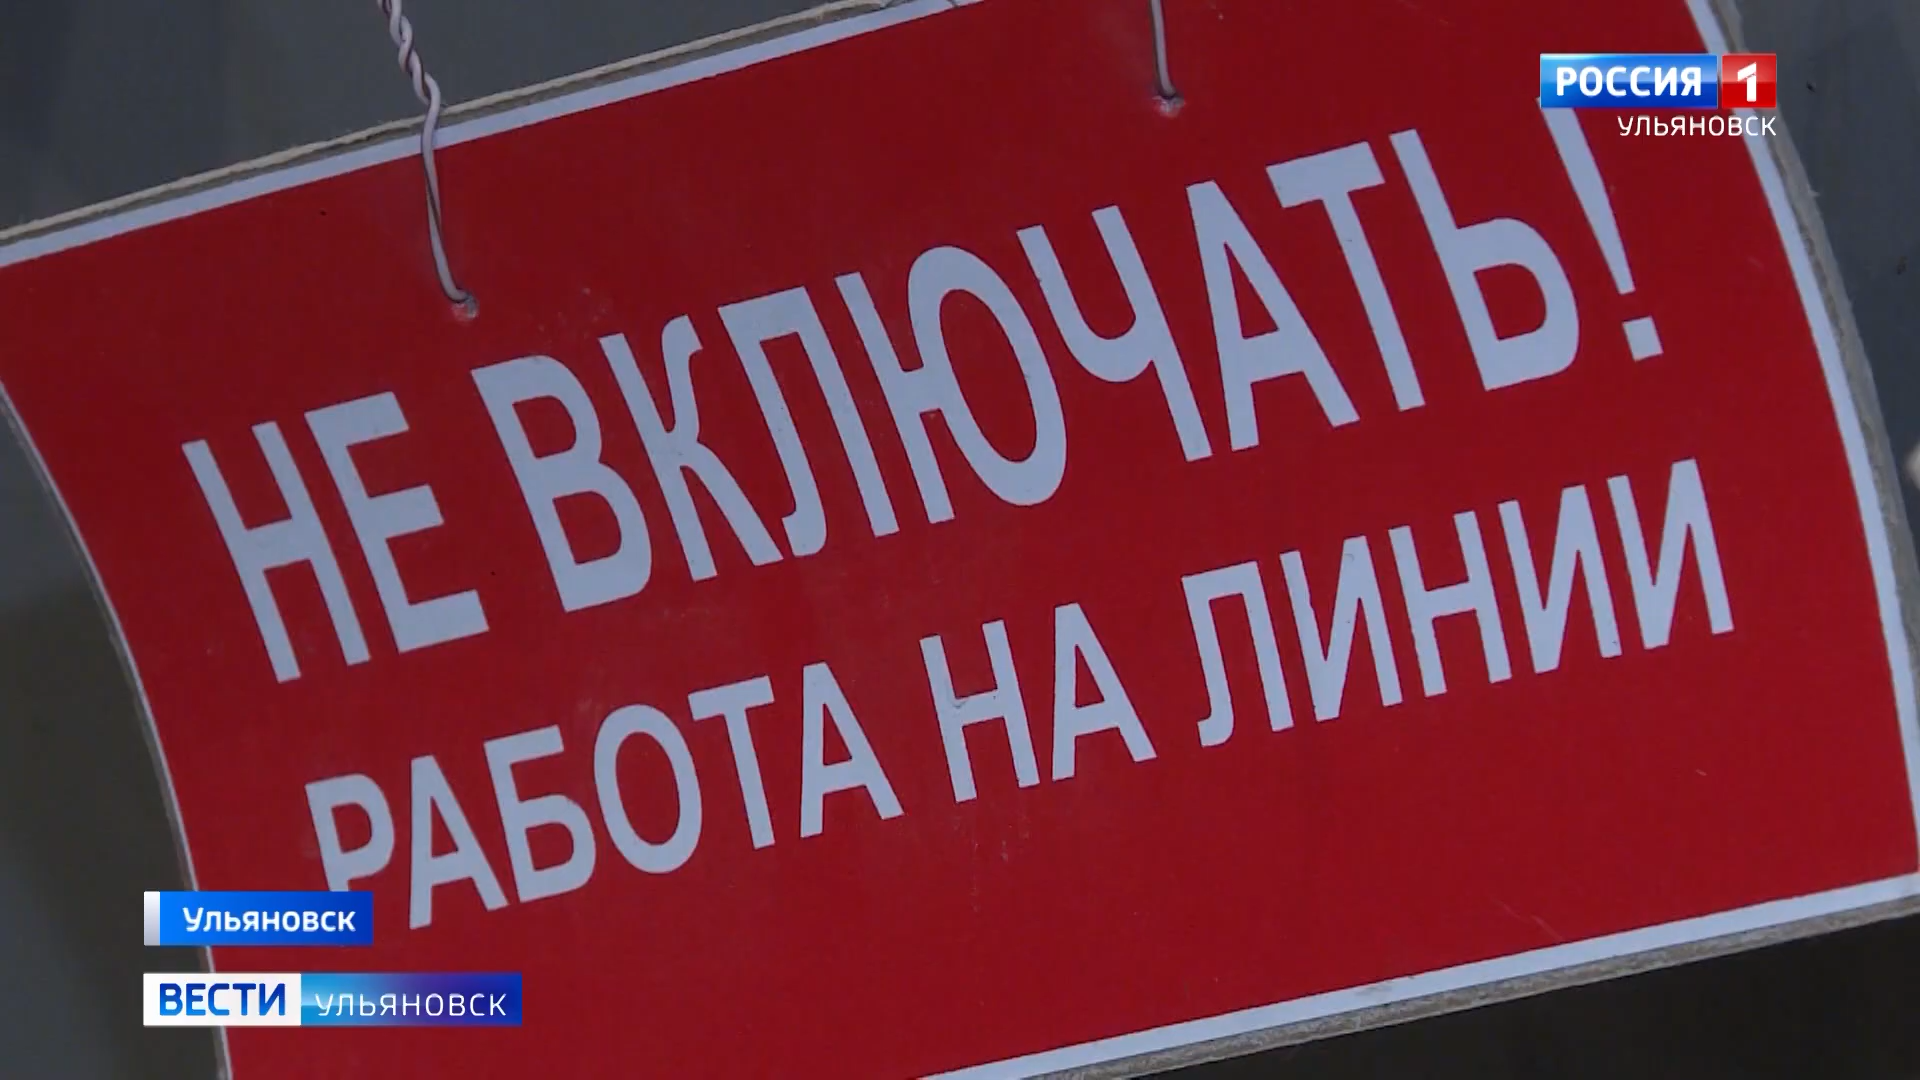 РОССИЯ 1
УЛЬЯНОВСК
НЕ ВКЛЮЧАТЬ!
РАБОТА НА ЛИНИИ
Ульяновск
ВЕСТИ УЛЬЯНОВСК